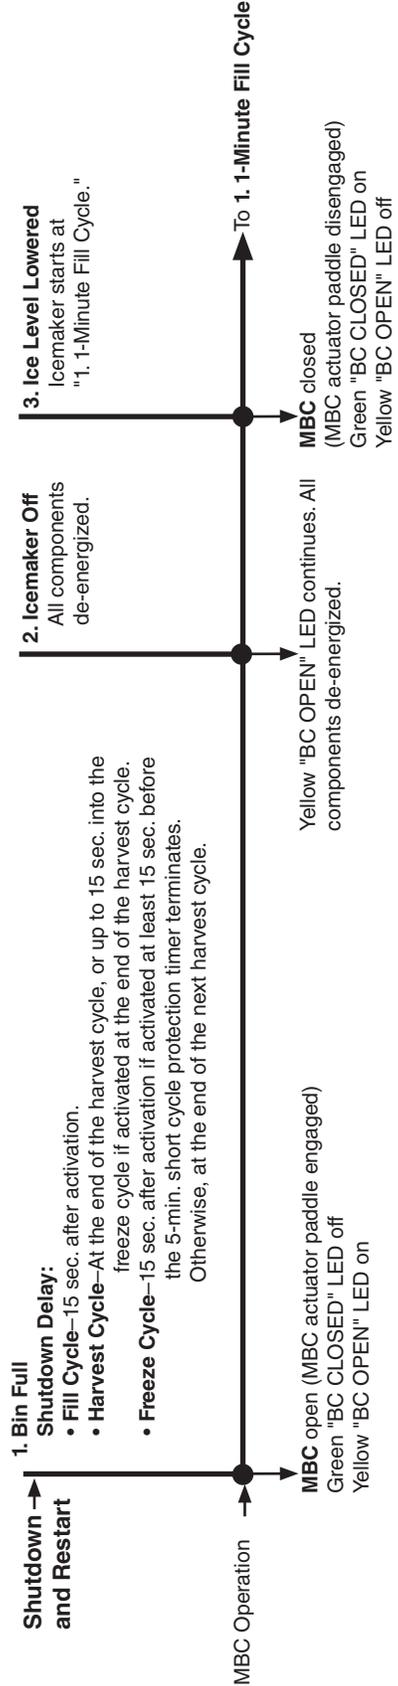 Shutdown
and Restart
1. Bin Full
Shutdown Delay:
• Fill Cycle–15 sec. after activation.
• Harvest Cycle–At the end of the harvest cycle, or up to 15 sec. into the
freeze cycle if activated at the end of the harvest cycle.
• Freeze Cycle–15 sec. after activation if activated at least 15 sec. before
the 5-min. short cycle protection timer terminates.
Otherwise, at the end of the next harvest cycle.
2. Icemaker Off
All components
de-energized.
3. Ice Level Lowered
Icemaker starts at
"1. 1-Minute Fill Cycle."
MBC Operation
To 1. 1-Minute Fill Cycle
MBC open (MBC actuator paddle engaged)
Green "BC CLOSED" LED off
Yellow "BC OPEN" LED on
Yellow "BC OPEN" LED continues. All
components de-energized.
MBC closed
(MBC actuator paddle disengaged)
Green "BC CLOSED" LED on
Yellow "BC OPEN" LED off